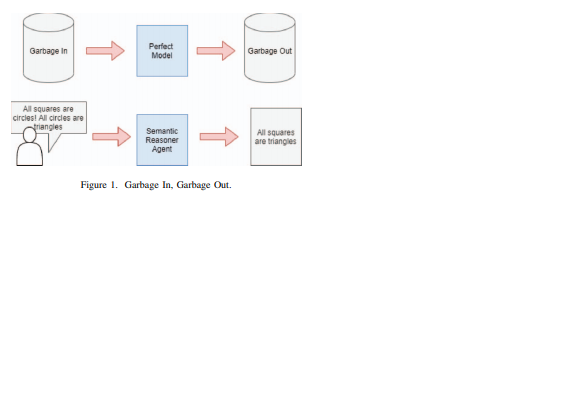 Garbage In
Perfect
Model
Garbage Out
All squares are
circles! All circles are
triangles
Semantic
Reasoner
Agent
All squares
are triangles
Figure 1. Garbage In, Garbage Out.